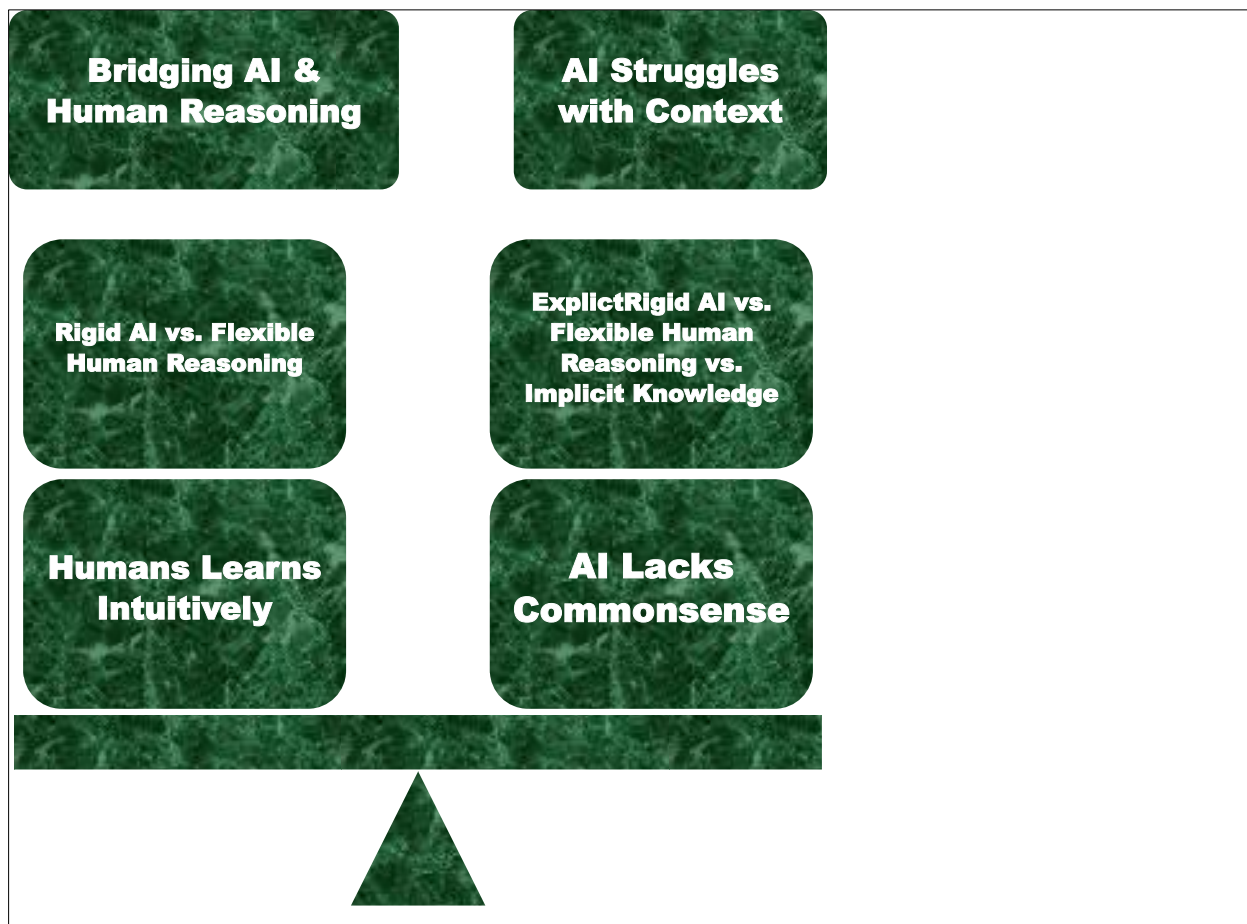 Bridging AI &
Human Reasoning
AI Struggles
with Context
Rigid AI vs. Flexible
Human Reasoning
ExplictRigid AI vs.
Flexible Human
Reasoning vs.
Implicit Knowledge
Humans Learns
Intuitively
AI Lacks
Commonsense